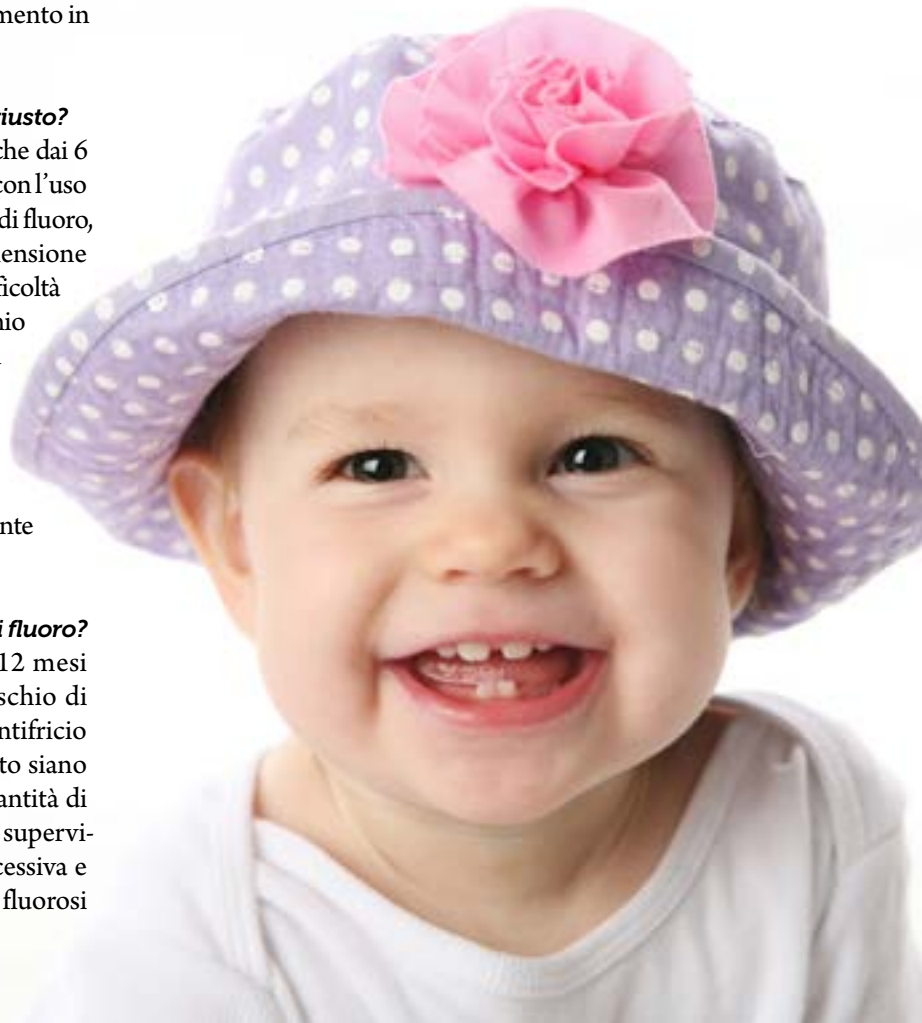 mento in
iusto?
che dai 6
con l'uso
di fluoro,
ensione
ficoltà
nio
nte
i fluoro?
12 mesi
schio di
ntifricio
to siano
antità di
supervi-
cessiva e
fluorosi